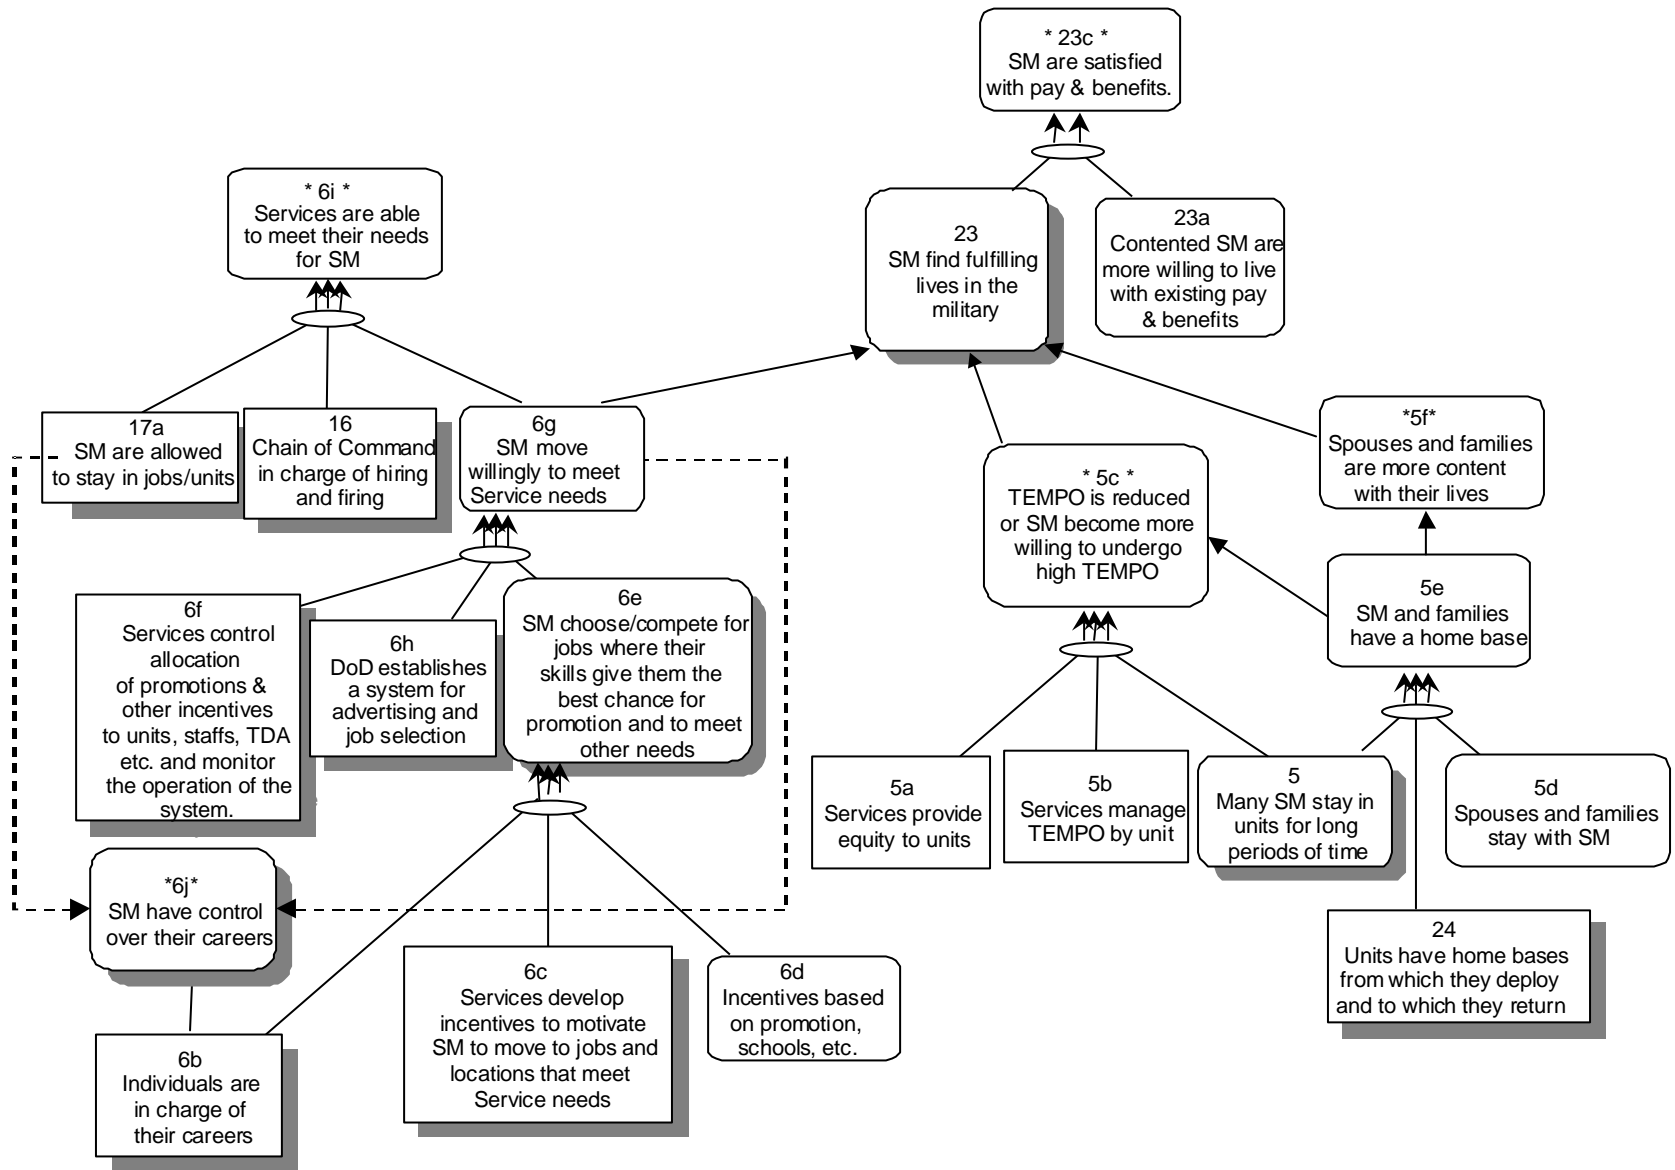 * 23c *
SM are satisfied
with pay & benefits.
* 6i *
Services are able
to meet their needs
for SM
23
SM find fulfilling
lives in the
military
23a
Contented SM are
more willing to live
with existing pay
& benefits
17a
SM are allowed
to stay in jobs/units
16
Chain of Command
in charge of hiring
and firing
6g
SM move
willingly to meet
Service needs
* 5c *
TEMPO is reduced
or SM become more
willing to undergo
high TEMPO
*5f*
Spouses and families
are more content
with their lives
5e
SM and families
have a home base
6f
Services control
allocation
of promotions &
other incentives
to units, staffs, TDA
etc. and monitor
the operation of the
system.
6h
DoD establishes
a system for
advertising and
job selection
6e
SM choose/compete for
jobs where their
skills give them the
best chance for
promotion and to meet
other needs
5a
Services provide
equity to units
5b
Services manage
TEMPO by unit
5
Many SM stay in
units for long
periods of time
5d
Spouses and families
stay with SM
*6j*
SM have control
over their careers
24
Units have home bases
from which they deploy
and to which they return
6b
Individuals are
in charge of
their careers
6c
Services develop
incentives to motivate
SM to move to jobs and
locations that meet
Service needs
6d
Incentives based
on promotion,
schools, etc.